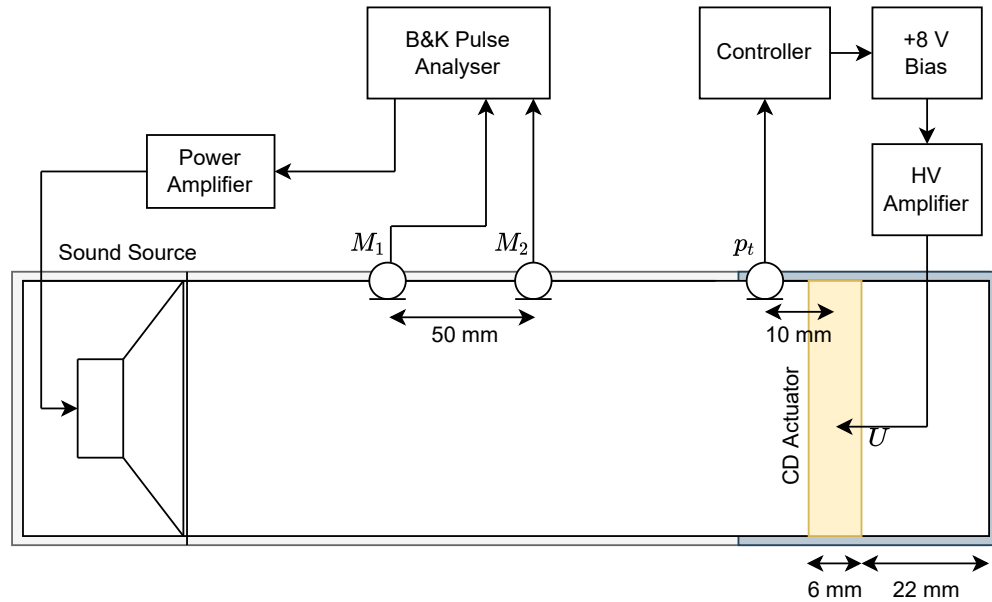 B&K Pulse
Analyser
Controller
+8 V
Bias
Power
Amplifier
HV
Amplifier
Sound Source
M1
M2
pt
50 mm
10 mm
CD Actuator
U
6 mm
22 mm